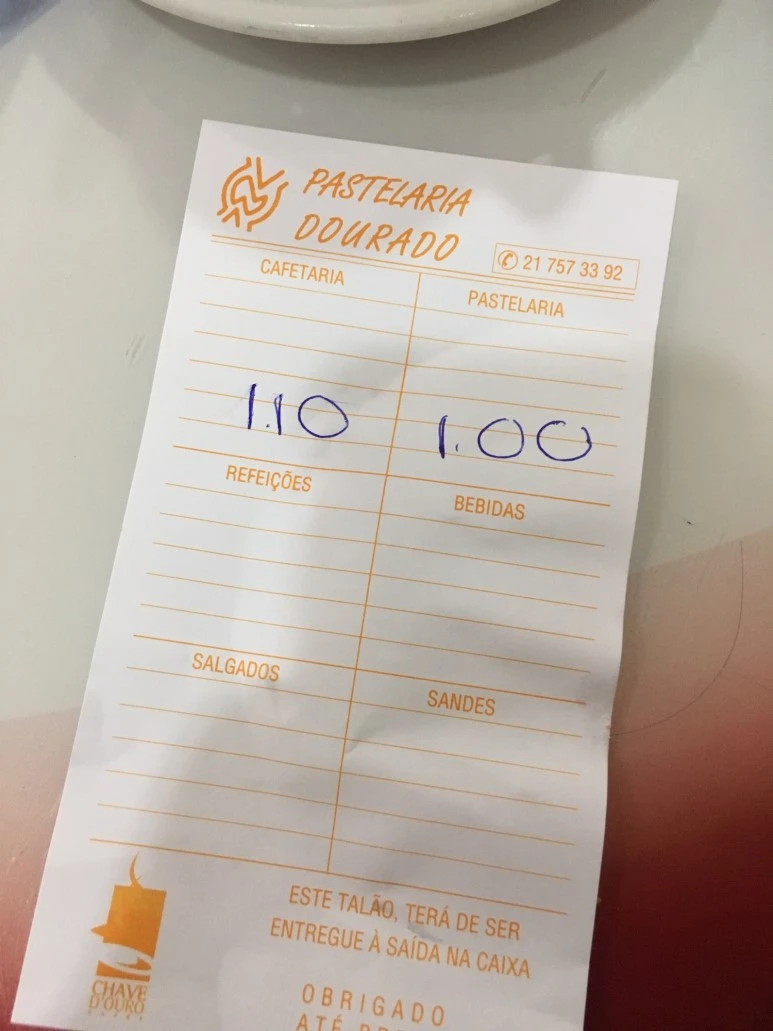 PASTELARIA
DOURADO
✆ 21 757 33 92
CAFETARIA
PASTELARIA
1.10
1.00
REFEIÇÕES
BEBIDAS
SALGADOS
SANDES
ESTE TALÃO, TERÁ DE SER
ENTREGUE À SAÍDA NA CAIXA
OBRIGADO
ATÉ
CHAVE
D'OURO